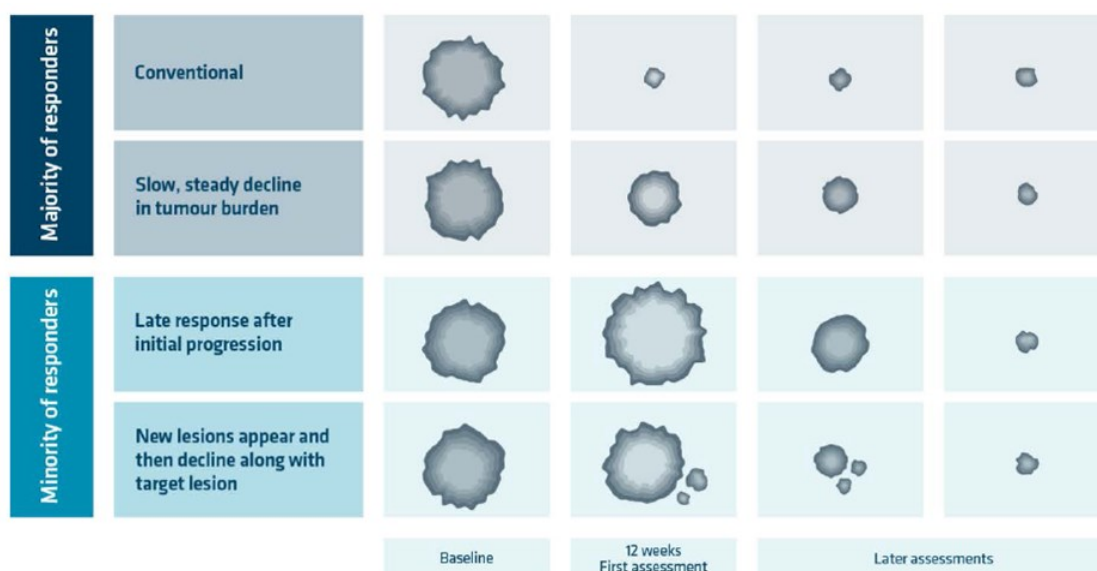 Majority of responders
Conventional
Slow, steady decline
in tumour burden
Minority of responders
Late response after
initial progression
New lesions appear and
then decline along with
target lesion
Baseline
12 weeks
First assessment
Later assessments